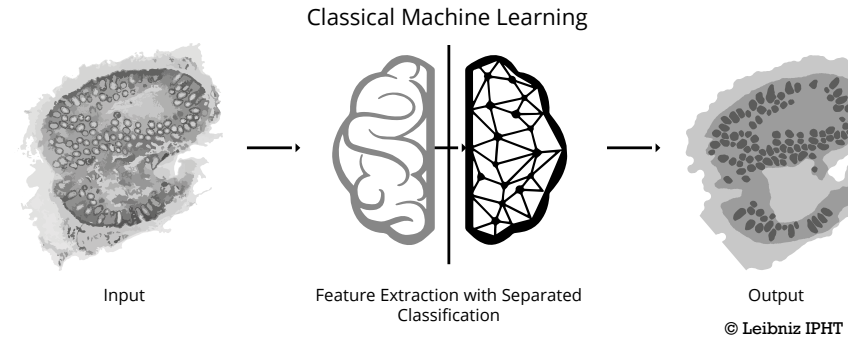 Classical Machine Learning
Input
Feature Extraction with Separated
Classification
Output
© Leibniz IPHT